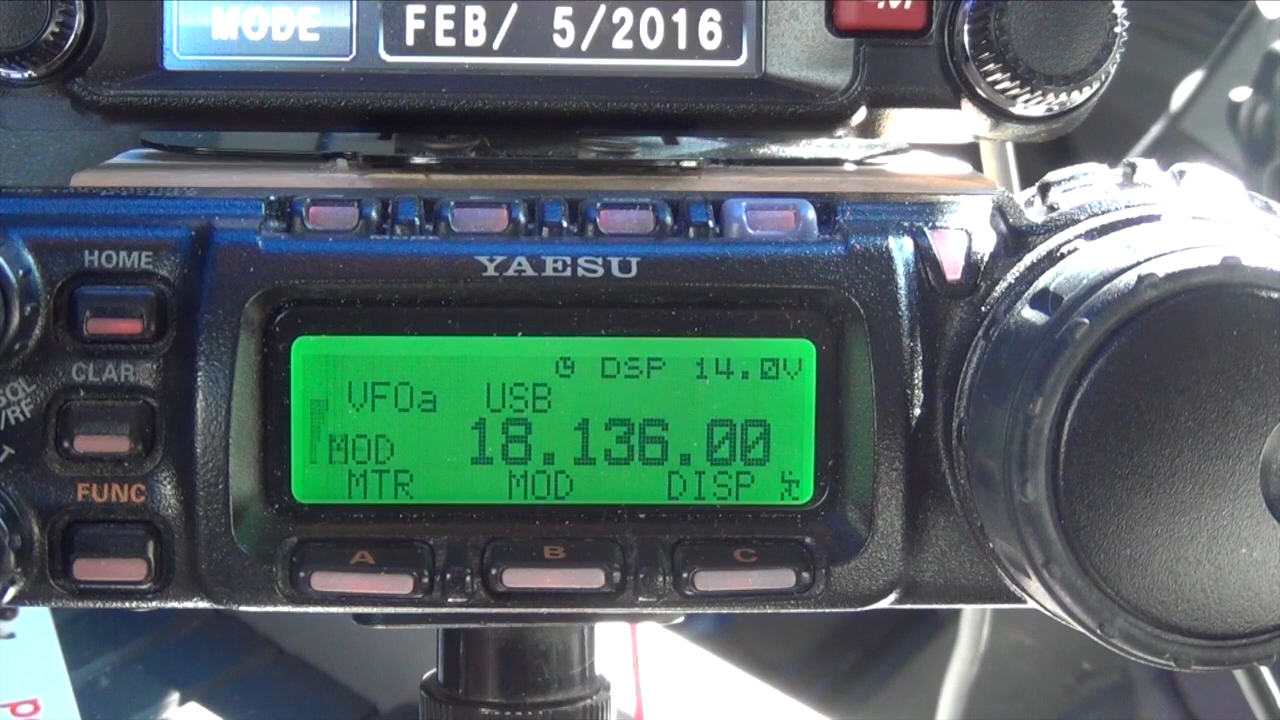 MODE FEB/ 5/2016
YAESU
HOME
CLAR
FUNC
DSP 14.0V
VFOa USB
MOD 18.136.00
MTR MOD DISP
A B C